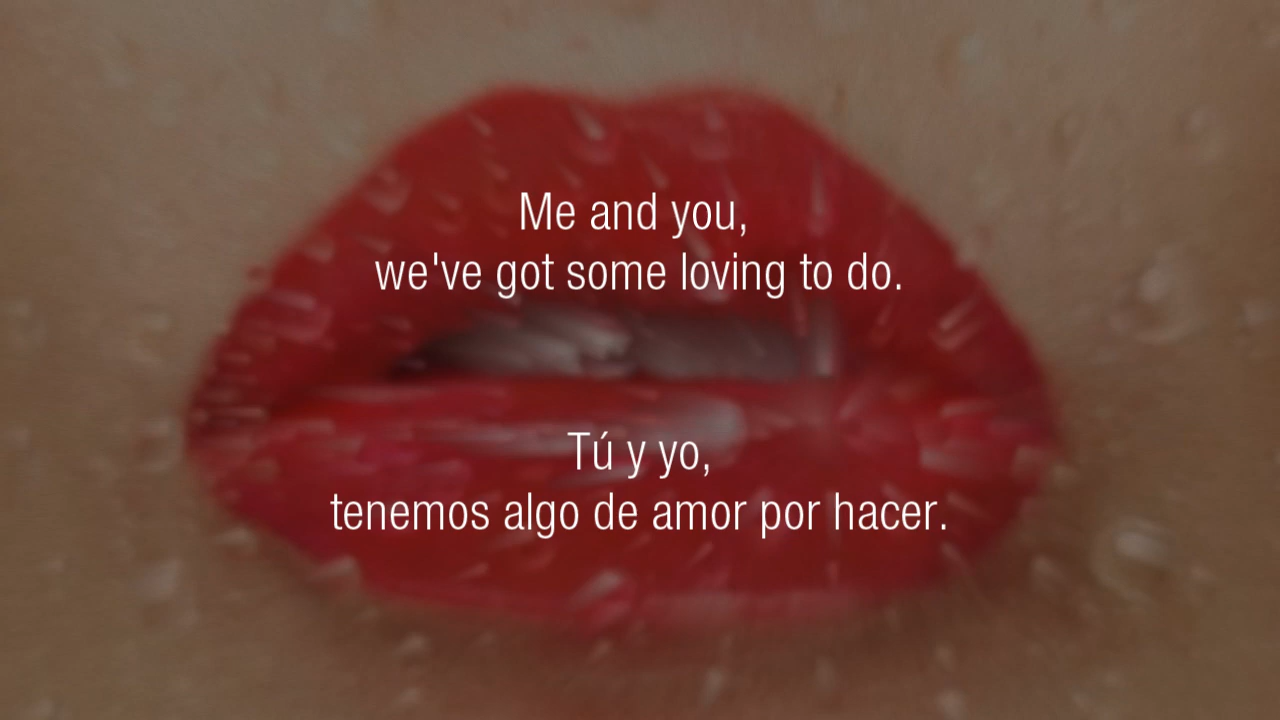 Me and you,
we've got some loving to do.
Tú y yo,
tenemos algo de amor por hacer.